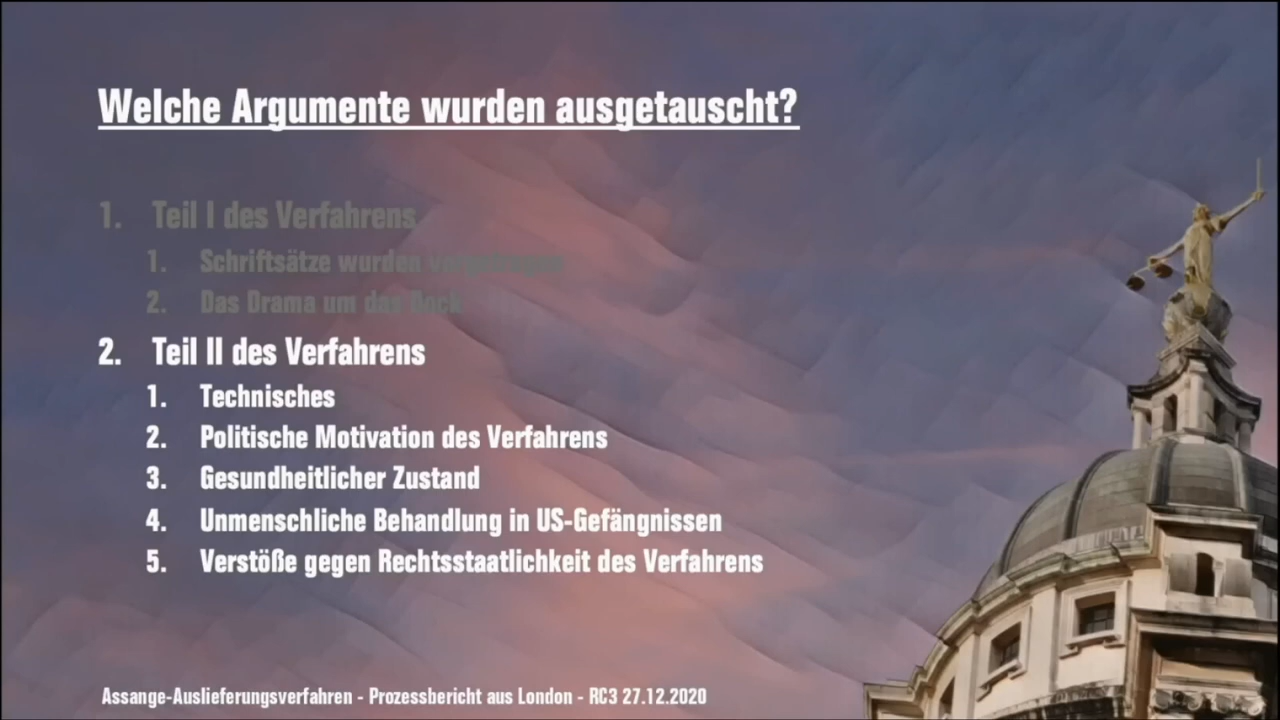 Welche Argumente wurden ausgetauscht?
1. Teil I des Verfahrens
1. Schriftsätze wurden vorgetragen
2. Das Drama um das Dock
2. Teil II des Verfahrens
1. Technisches
2. Politische Motivation des Verfahrens
3. Gesundheitlicher Zustand
4. Unmenschliche Behandlung in US-Gefängnissen
5. Verstöße gegen Rechtsstaatlichkeit des Verfahrens
Assange-Auslieferungsverfahren - Prozessbericht aus London - RC3 27.12.2020